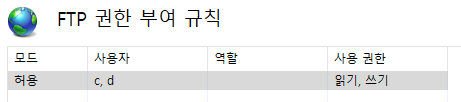 FTP 권한 부여 규칙
모드 사용자 역할 사용 권한
허용 c, d 읽기, 쓰기